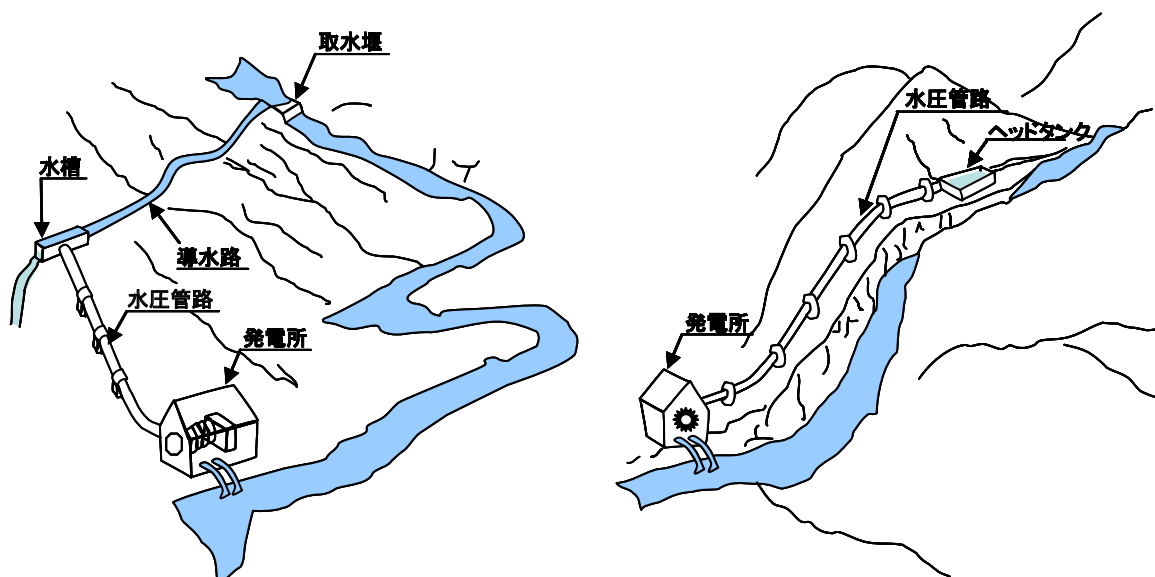 取水堰
水槽
導水路
水圧管路
発電所
水圧管路
ヘッドタンク
発電所